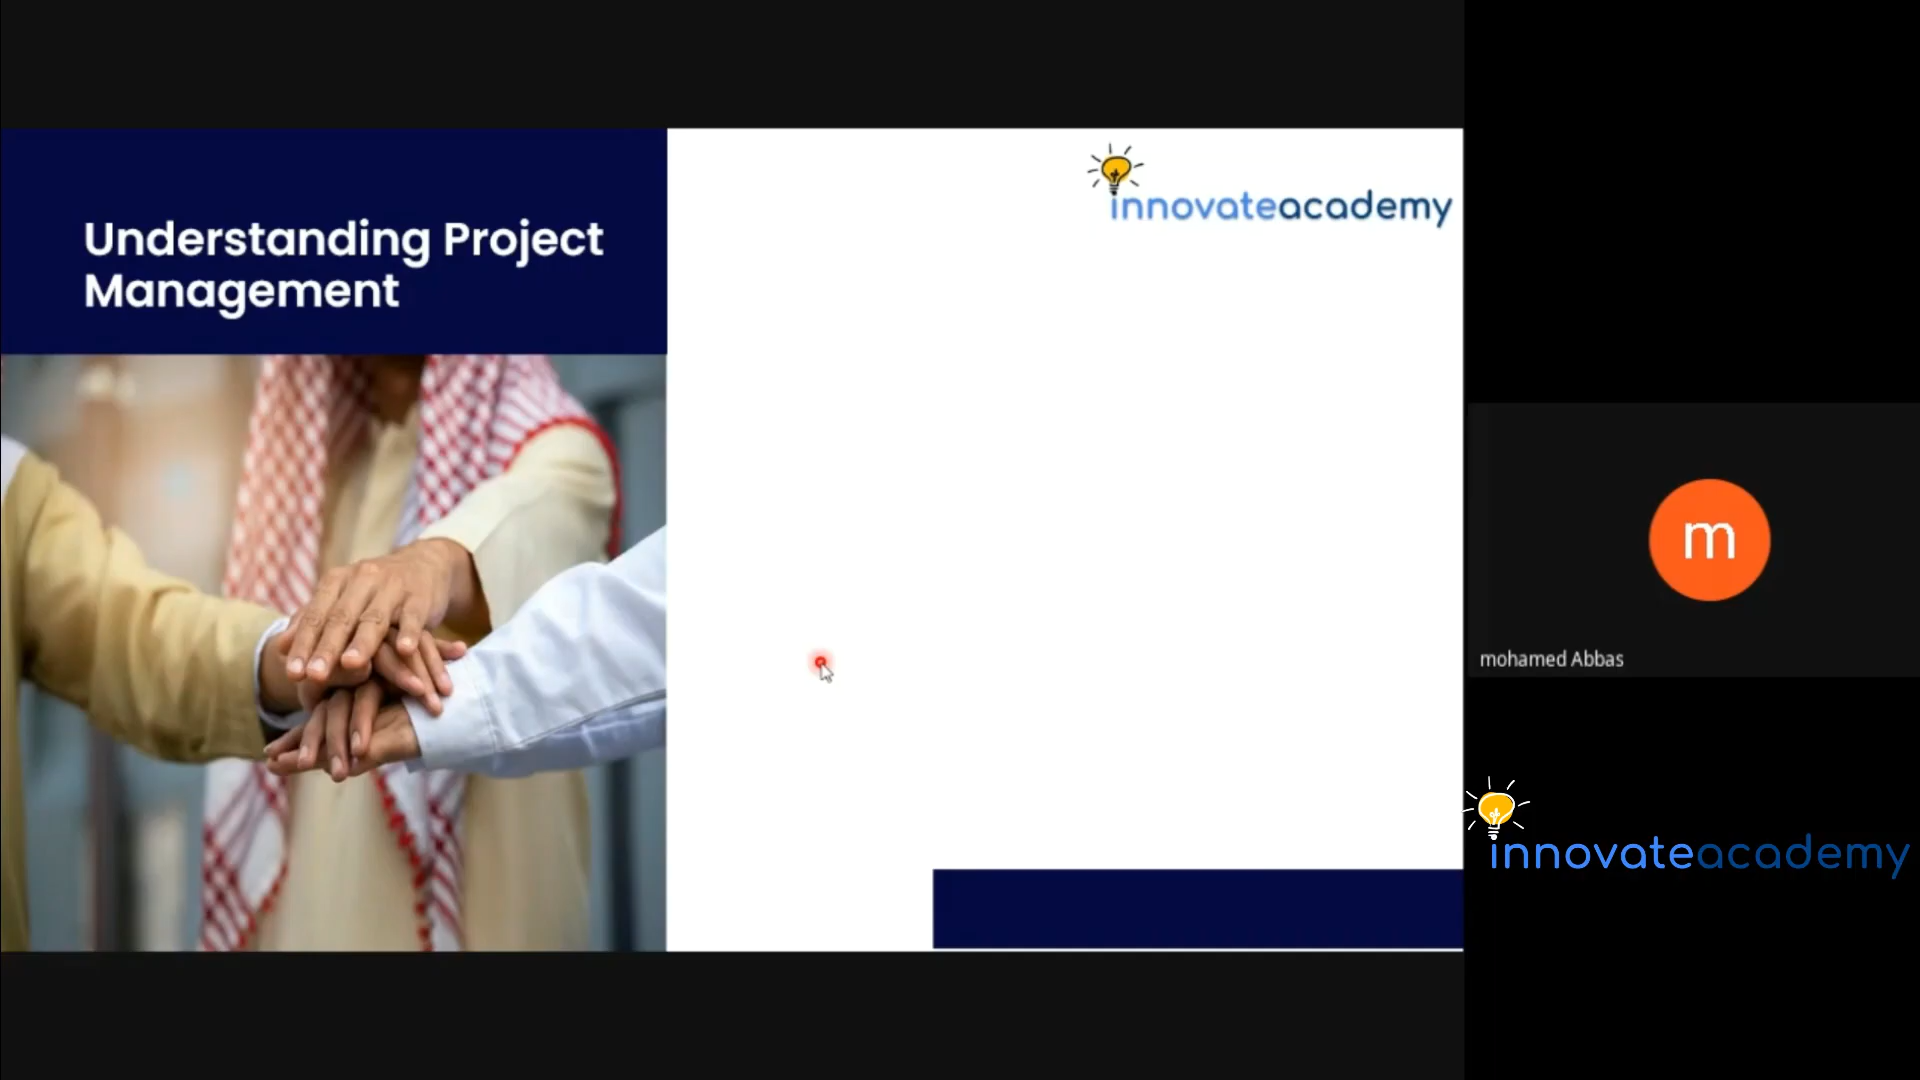 Understanding Project
Management
innovateacademy
m
mohamed Abbas
innovateacademy